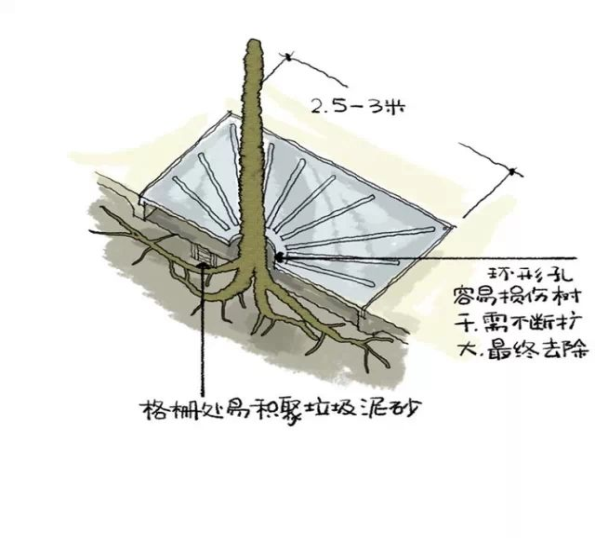 2.5-3米
环形孔
容易损伤树
干.需不断扩
大.最终去除
格栅处易积聚垃圾泥砂